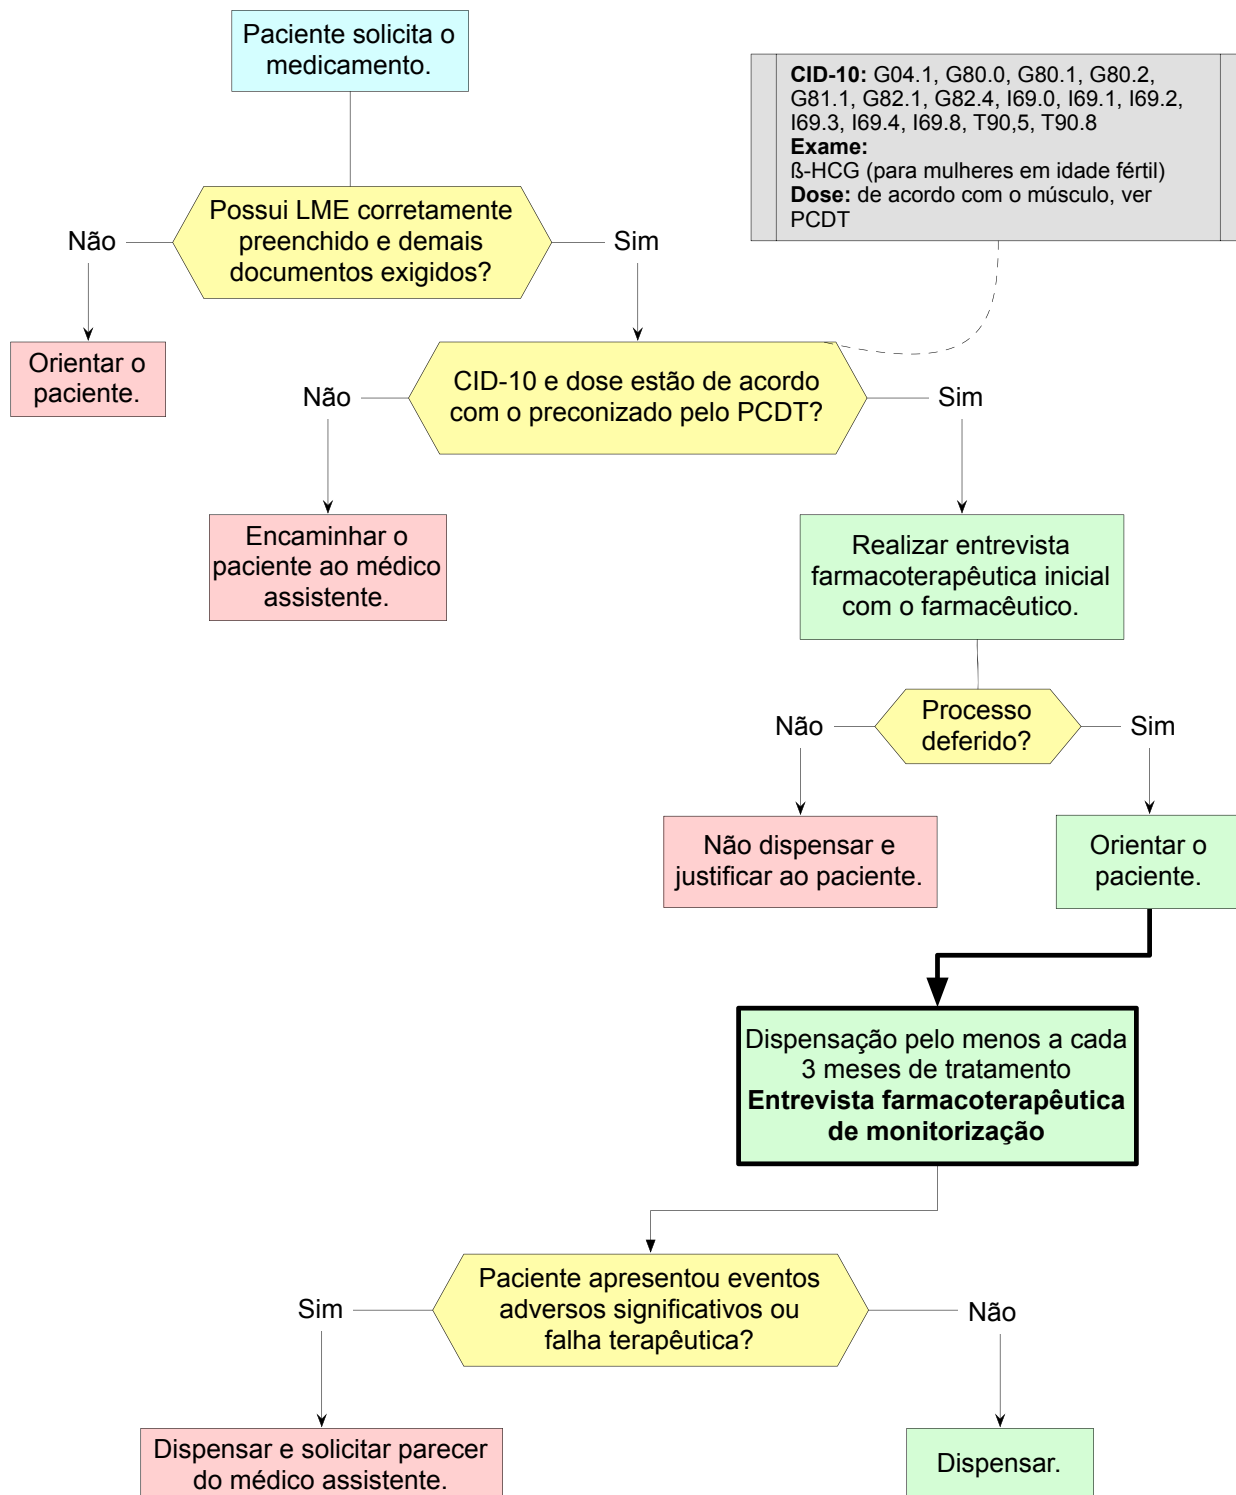 Paciente solicita o
medicamento.
CID-10: G04.1, G80.0, G80.1, G80.2,
G81.1, G82.1, G82.4, I69.0, I69.1, I69.2,
I69.3, I69.4, I69.8, T90,5, T90.8
Exame:
ß-HCG (para mulheres em idade fértil)
Dose: de acordo com o músculo, ver
PCDT
Possui LME corretamente
preenchido e demais
documentos exigidos?
Não
Sim
Orientar o
paciente.
CID-10 e dose estão de acordo
com o preconizado pelo PCDT?
Não
Sim
Encaminhar o
paciente ao médico
assistente.
Realizar entrevista
farmacoterapêutica inicial
com o farmacêutico.
Processo
deferido?
Não
Sim
Não dispensar e
justificar ao paciente.
Orientar o
paciente.
Dispensação pelo menos a cada
3 meses de tratamento
Entrevista farmacoterapêutica
de monitorização
Paciente apresentou eventos
adversos significativos ou
falha terapêutica?
Sim
Não
Dispensar e solicitar parecer
do médico assistente.
Dispensar.